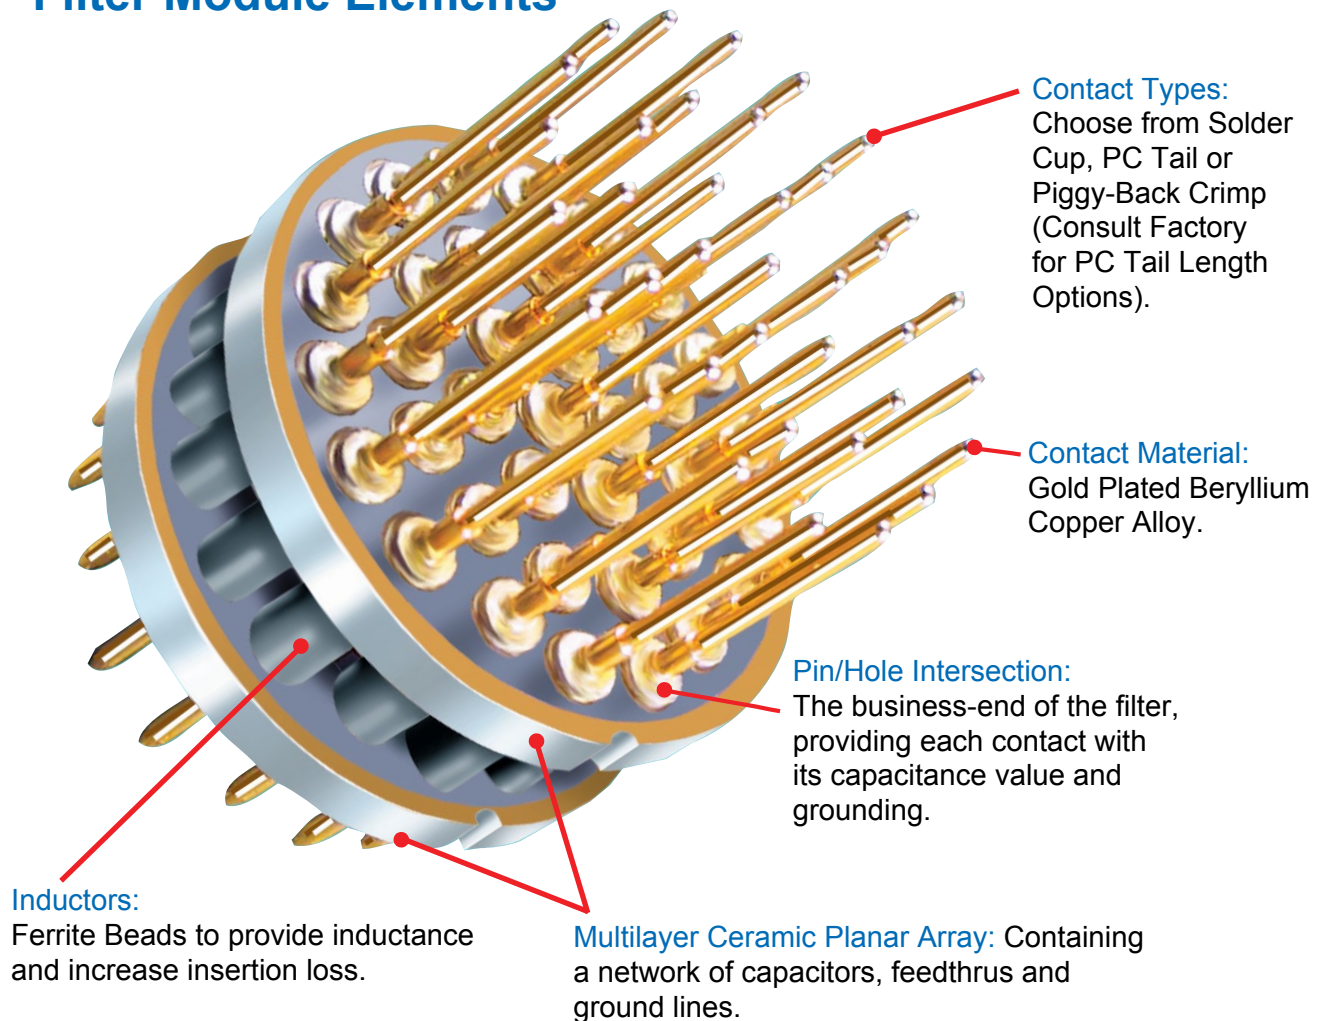 Filter Module Elements
Contact Types:
Choose from Solder
Cup, PC Tail or
Piggy-Back Crimp
(Consult Factory
for PC Tail Length
Options).
Contact Material:
Gold Plated Beryllium
Copper Alloy.
Pin/Hole Intersection:
The business-end of the filter,
providing each contact with
its capacitance value and
grounding.
Inductors:
Ferrite Beads to provide inductance
and increase insertion loss.
Multilayer Ceramic Planar Array: Containing
a network of capacitors, feedthrus and
ground lines.